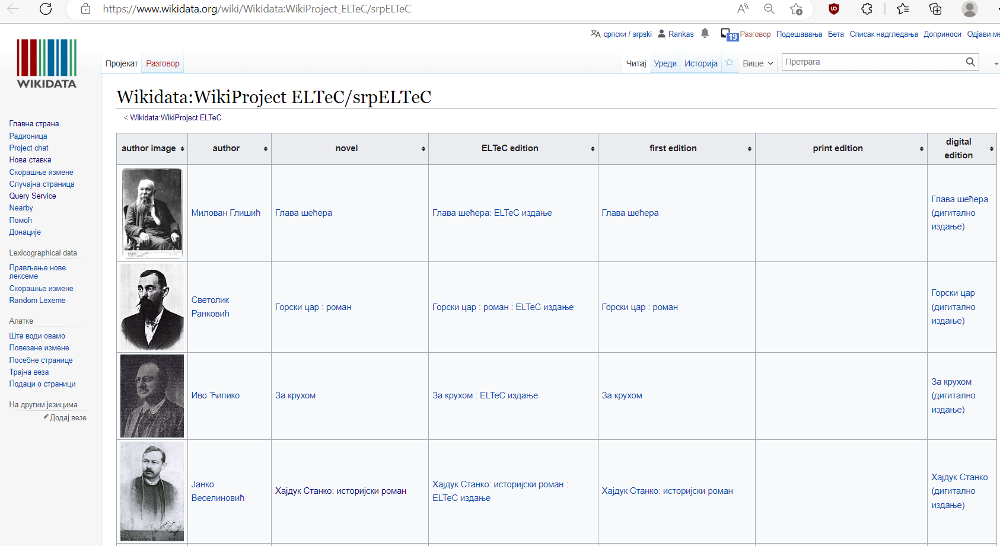 https://www.wikidata.org/wiki/Wikidata:WikiProject_ELTeC/srpELTeC
српски / srpski Rankas 19 Разговор Подешавања Бета Списак надгледања Доприноси Одјави ме
WIKIDATA
Пројекат Разговор Читај Уреди Историја Више Претрага
Wikidata:WikiProject ELTeC/srpELTeC
< Wikidata:WikiProject ELTeC
Главна страна
Радионица
Project chat
Нова ставка
Скорашње измене
Случајна страница
Query Service
Nearby
Помоћ
Донације
Lexicographical data
Прављење нове
лексеме
Скорашње измене
Random Lexeme
Алатке
Шта води овамо
Повезане измене
Посебне странице
Трајна веза
Подаци о страници
На другим језицима
Додај везе
author image author novel ELTeC edition first edition print edition digital
edition
Милован Глишић Глава шећера Глава шећера: ELTeC издање Глава шећера Глава шећера
(дигитално
издање)
Светолик
Ранковић
Горски цар : роман Горски цар : роман : ELTeC издање Горски цар : роман Горски цар
(дигитално
издање)
Иво Ћипико За крухом За крухом : ELTeC издање За крухом За крухом
(дигитално
издање)
Јанко
Веселиновић
Хајдук Станко: историјски роман Хајдук Станко: историјски роман :
ELTeC издање
Хајдук Станко: историјски роман Хајдук Станко
(дигитално
издање)